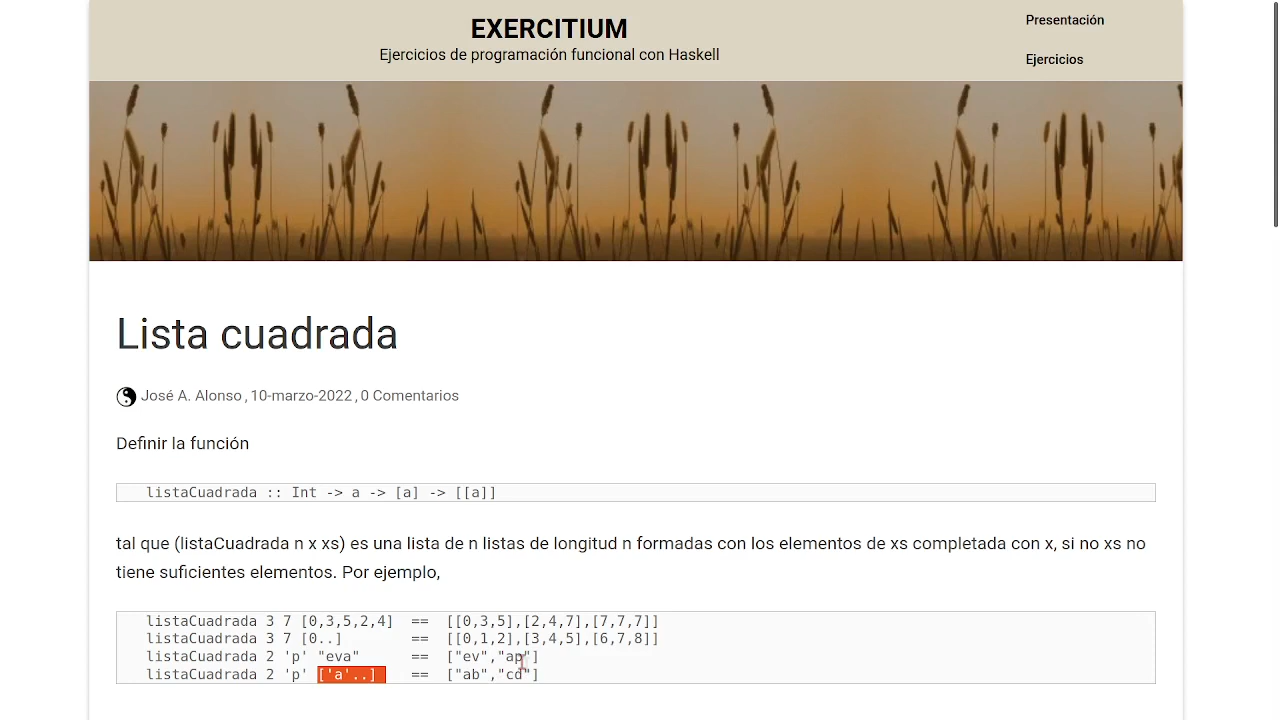 EXERCITIUM
Ejercicios de programación funcional con Haskell
Presentación
Ejercicios
Lista cuadrada
José A. Alonso , 10-marzo-2022 , 0 Comentarios
Definir la función
listaCuadrada :: Int -> a -> [a] -> [[a]]
tal que (listaCuadrada n x xs) es una lista de n listas de longitud n formadas con los elementos de xs completada con x, si no xs no
tiene suficientes elementos. Por ejemplo,
listaCuadrada 3 7 [0,3,5,2,4]  ==  [[0,3,5],[2,4,7],[7,7,7]]
listaCuadrada 3 7 [0..]        ==  [[0,1,2],[3,4,5],[6,7,8]]
listaCuadrada 2 'p' "eva"      ==  ["ev","ap"]
listaCuadrada 2 'p' ['a'..]    ==  ["ab","cd"]